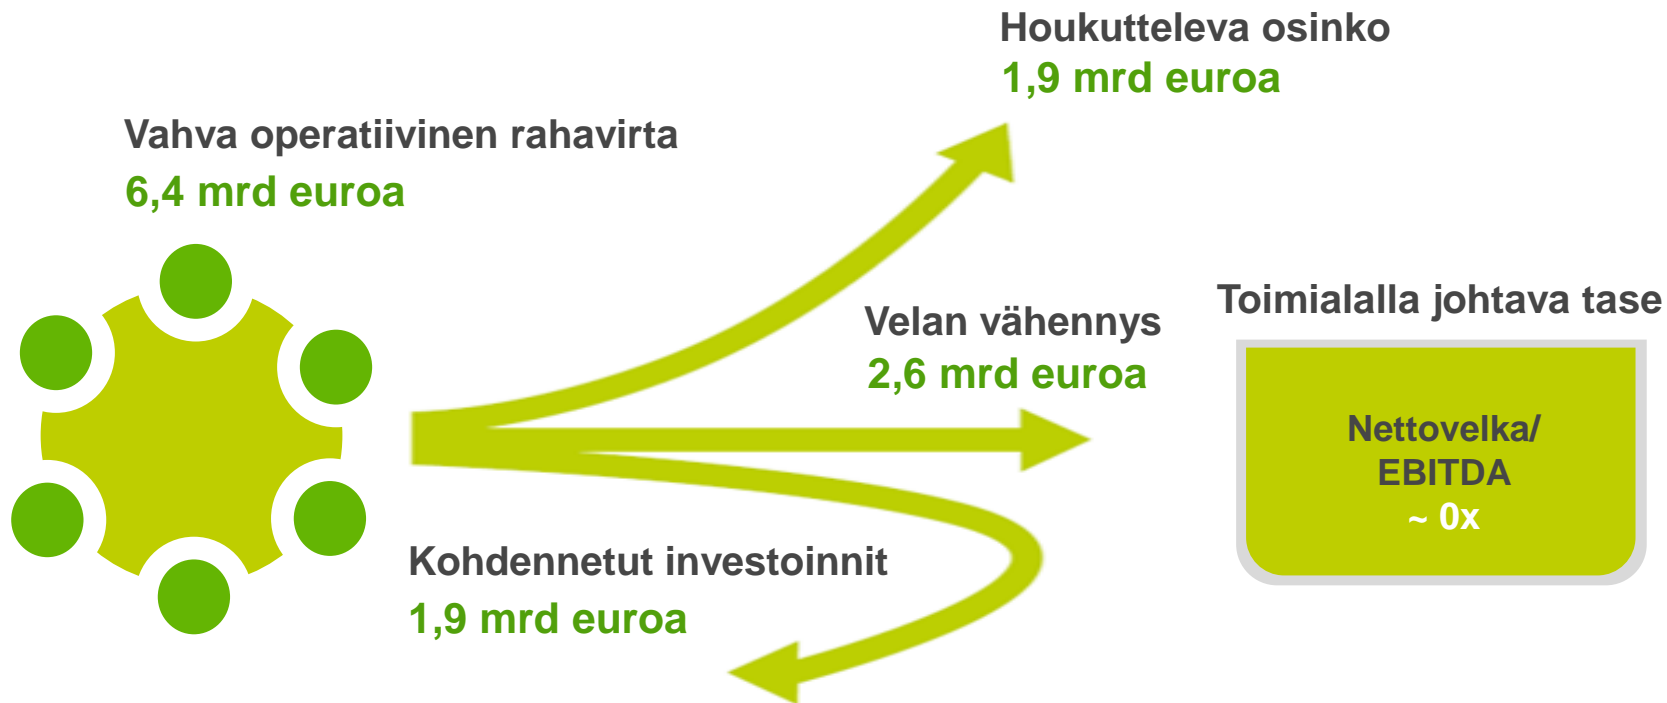 Houkutteleva osinko
1,9 mrd euroa
Vahva operatiivinen rahavirta
6,4 mrd euroa
Velan vähennys
2,6 mrd euroa
Toimialalla johtava tase
Nettovelka/
EBITDA
~ 0x
Kohdennetut investoinnit
1,9 mrd euroa